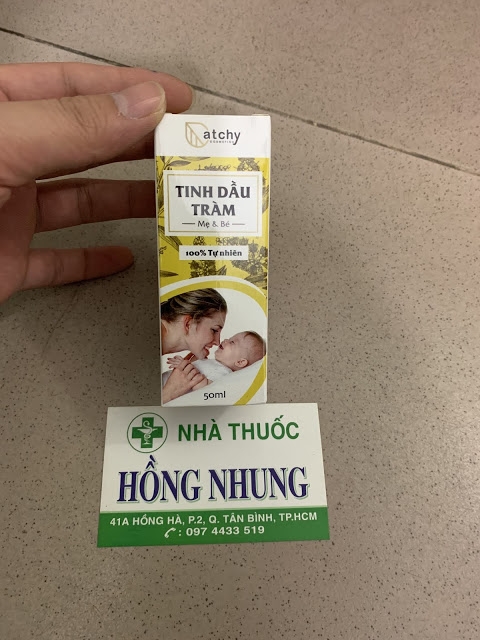 atchy
TINH DẦU
TRÀM
Mẹ & Bé
100% Tự nhiên
50ml
NHÀ THUỐC
HỒNG NHUNG
41A HỒNG HÀ, P.2, Q. TÂN BÌNH, TP.HCM
: 097 4433 519